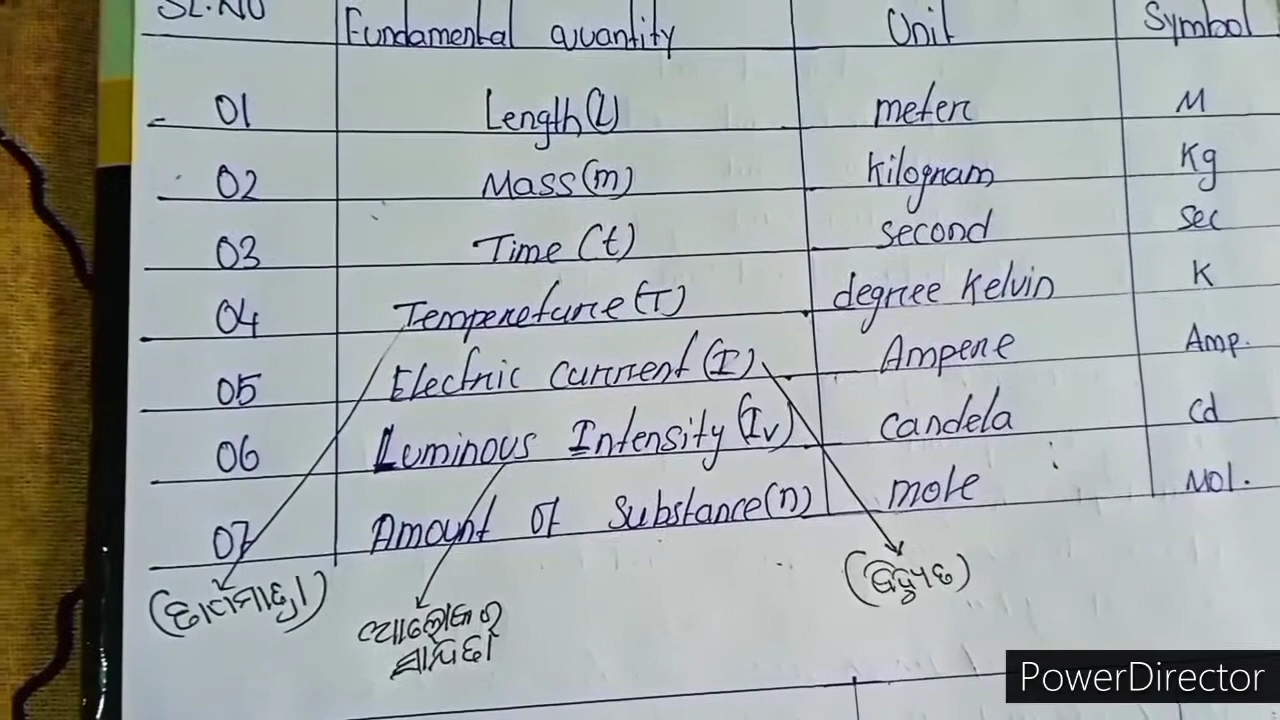 SL.NO Fundamental quantity Unit Symbol
01 Length(L) meter M
02 Mass(m) Kilogram Kg
03 Time (t) second sec
04 Tempereture(T) degree Kelvin K
05 Electric current(I) Ampere Amp.
06 Luminous Intensity(Iv) candela cd
07 Amount of Substance(n) mole Mol.
PowerDirector